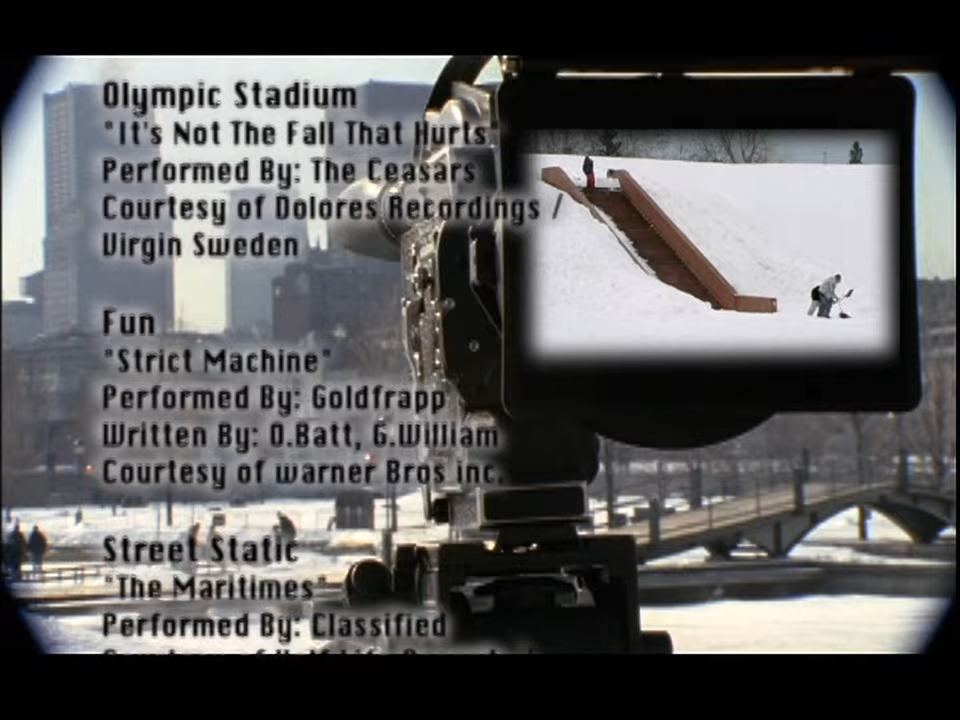 Olympic Stadium
"It's Not The Fall That Hurts"
Performed By: The Ceasars
Courtesy of Dolores Recordings /
Virgin Sweden
Fun
"Strict Machine"
Performed By: Goldfrapp
Written By: O.Batt, G.William
Courtesy of warner Bros inc.
Street Static
"The Maritimes"
Performed By: Classified